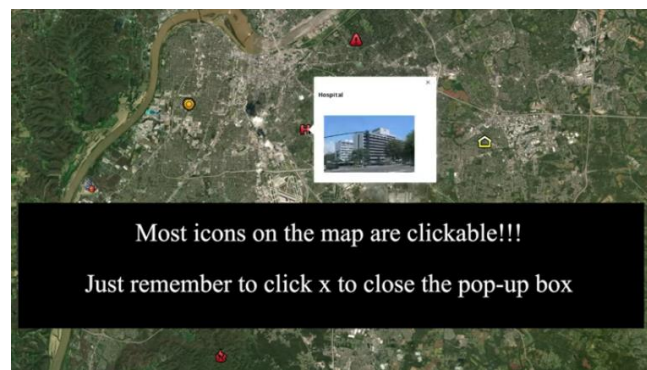 Hospital
Most icons on the map are clickable!!!
Just remember to click x to close the pop-up box